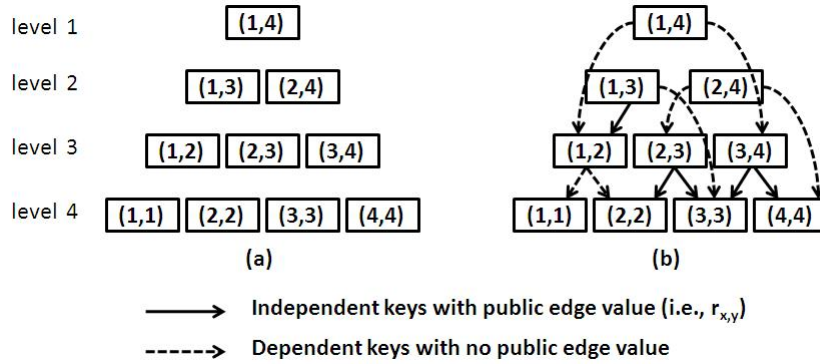 level 1 (1,4) (1,4)
level 2 (1,3) (2,4) (1,3) (2,4)
level 3 (1,2) (2,3) (3,4) (1,2) (2,3) (3,4)
level 4 (1,1) (2,2) (3,3) (4,4) (1,1) (2,2) (3,3) (4,4)
(a) (b)
Independent keys with public edge value (i.e., rx,y)
Dependent keys with no public edge value